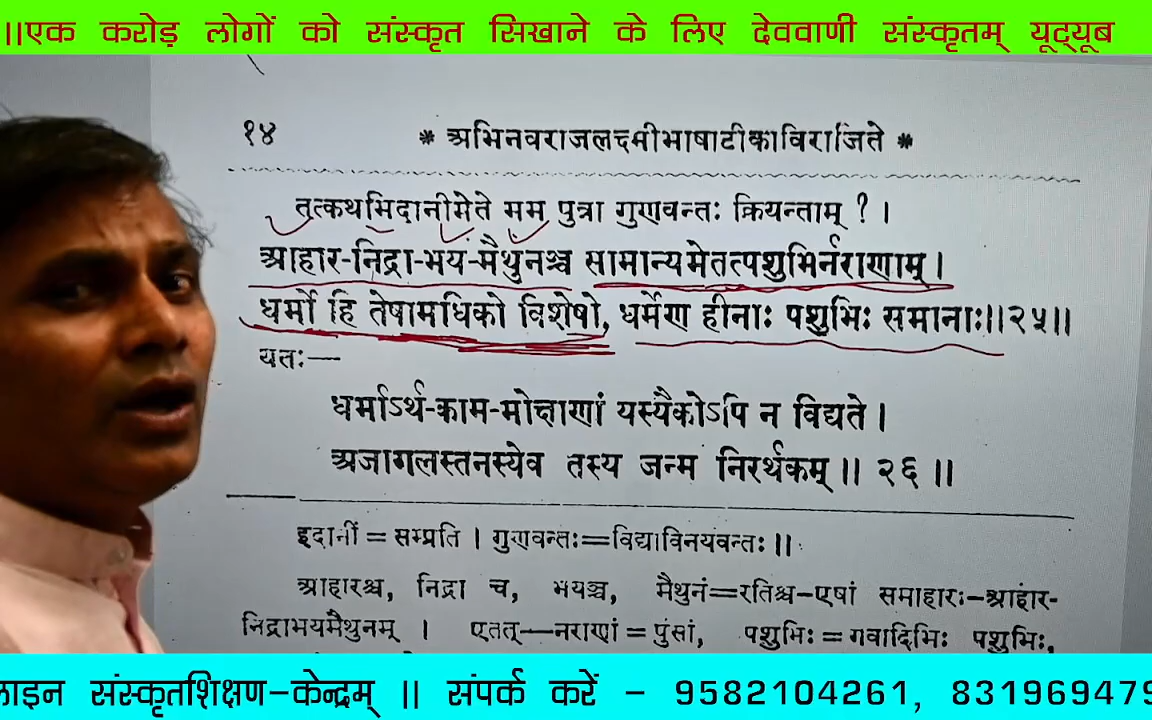 ।।एक करोड़ लोगों को संस्कृत सिखाने के लिए देववाणी संस्कृतम् यूट्यूब
१४ * अभिनवराजलक्ष्मीभाषाटीकाविराजिते *
तत्कथमिदानीमेते मम पुत्रा गुणवन्तः क्रियन्ताम् ? ।
आहार-निद्रा-भय-मैथुनञ्च सामान्यमेतत्पशुभिर्नराणाम् ।
धर्मो हि तेषामधिको विशेषो, धर्मेण हीनाः पशुभिः समानाः।।२५।।
यतः—
धर्माऽर्थ-काम-मोक्षाणां यस्यैकोऽपि न विद्यते ।
अजागलस्तनस्येव तस्य जन्म निरर्थकम् ।। २६ ।।
इदानीं = सम्प्रति । गुणवन्तः=विद्याविनयवन्तः ।।
आहारश्च, निद्रा च, भयञ्च, मैथुनं=रतिश्च-एषां समाहारः-आहार-
निद्राभयमैथुनम् । एतत्—नराणां = पुंसां, पशुभिः = गवादिभिः पशुभिः,
लाइन संस्कृतशिक्षण-केन्द्रम् || संपर्क करें - 9582104261, 831969479